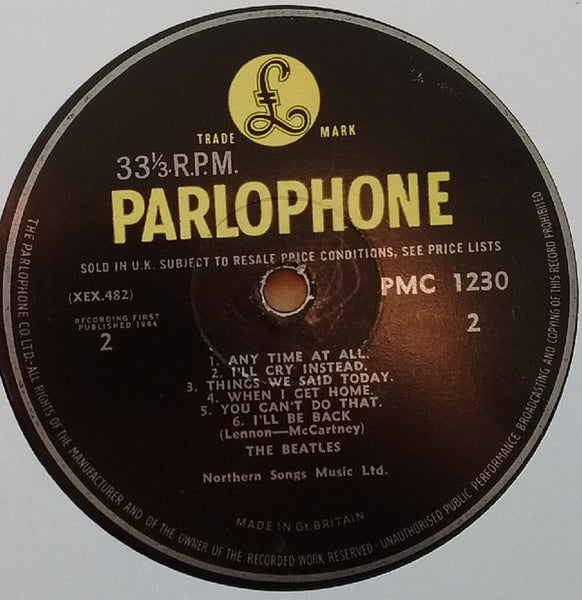 £
TRADE MARK
33⅓ R.P.M.
PARLOPHONE
SOLD IN U.K. SUBJECT TO RESALE PRICE CONDITIONS, SEE PRICE LISTS
(XEX.482)
PMC 1230
RECORDING FIRST
PUBLISHED 1964
2
2
1. ANY TIME AT ALL.
2. I'LL CRY INSTEAD.
3. THINGS WE SAID TODAY.
4. WHEN I GET HOME.
5. YOU CAN'T DO THAT.
6. I'LL BE BACK
(Lennon—McCartney)
THE BEATLES
Northern Songs Music Ltd.
MADE IN Gt. BRITAIN
THE PARLOPHONE CO. LTD. ALL RIGHTS OF THE MANUFACTURER AND OF THE OWNER OF THE RECORDED WORK RESERVED - UNAUTHORISED PUBLIC PERFORMANCE BROADCASTING AND COPYING OF THIS RECORD PROHIBITED